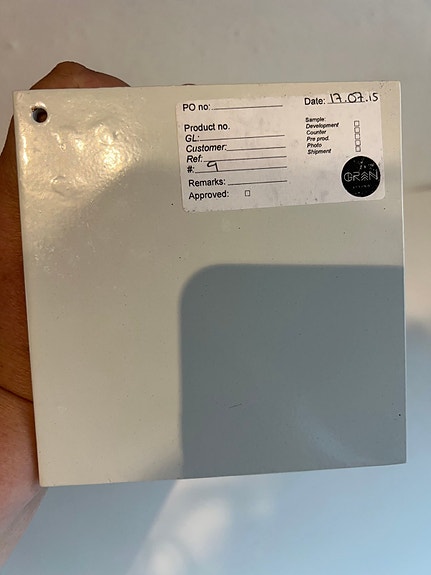 PO no:
Date: 17.07.15
Product no.
GL:
Customer:
Ref:
#: 9
Remarks:
Approved:
Sample:
Development
Counter
Pre prod.
Photo
Shipment
GRAN